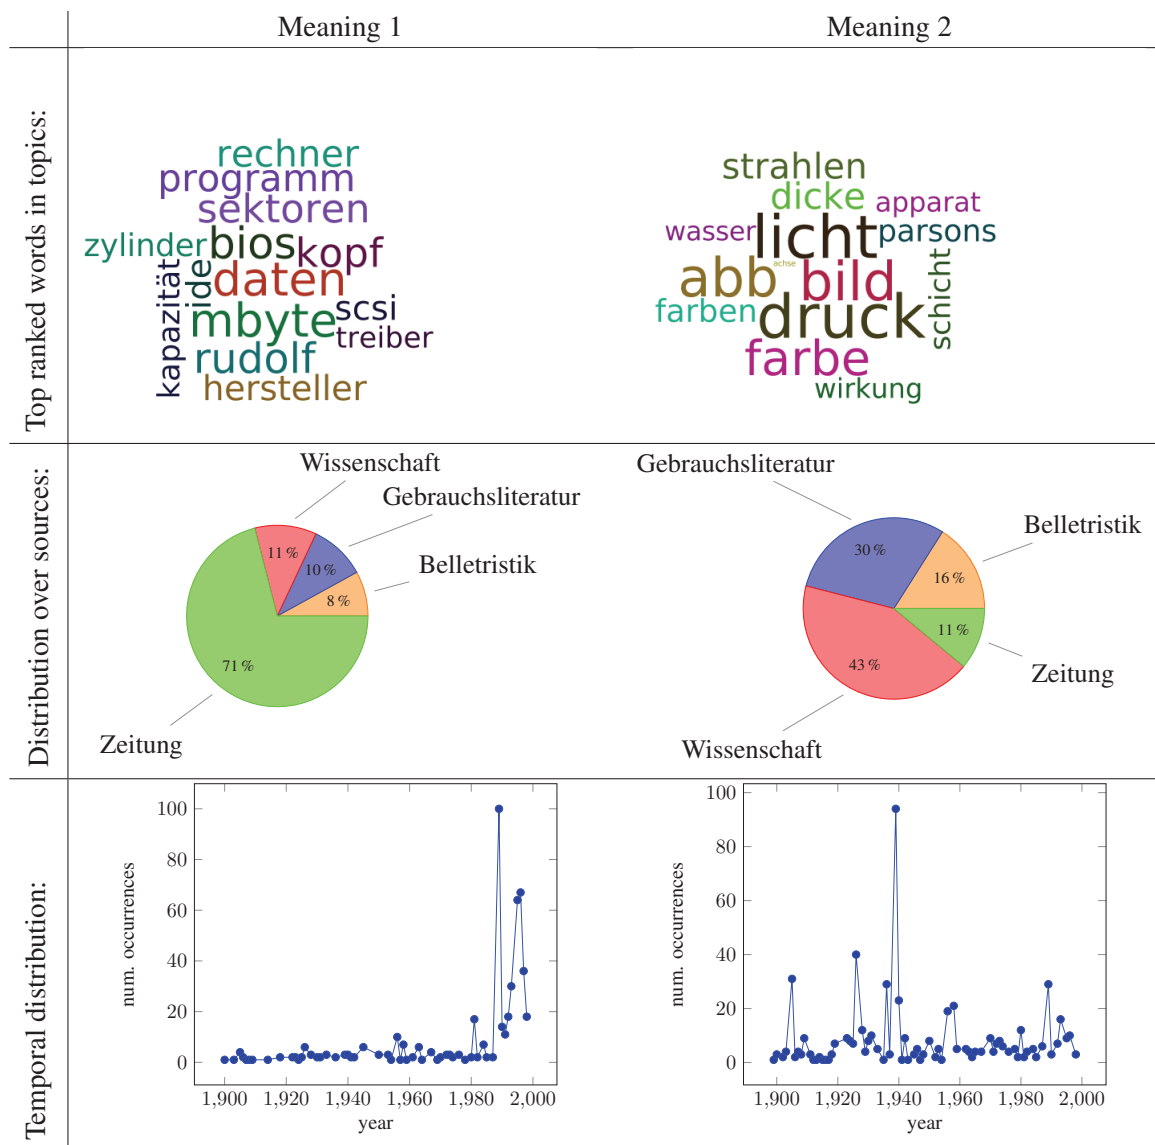 Meaning 1
Meaning 2
Top ranked words in topics:
rechner
programm
sektoren
zylinder
bios
kopf
kapazität
ide
daten
mbyte
scsi
treiber
rudolf
hersteller
strahlen
dicke
apparat
wasser
licht
parsons
abb
achse
bild
schicht
farben
druck
farbe
wirkung
Distribution over sources:
Wissenschaft
Gebrauchsliteratur
Belletristik
Zeitung
11 %
10 %
8 %
71 %
Gebrauchsliteratur
Belletristik
Zeitung
Wissenschaft
30 %
16 %
11 %
43 %
Temporal distribution:
num. occurrences
100
80
60
40
20
0
1,900 1,920 1,940 1,960 1,980 2,000
year
num. occurrences
100
80
60
40
20
0
1,900 1,920 1,940 1,960 1,980 2,000
year